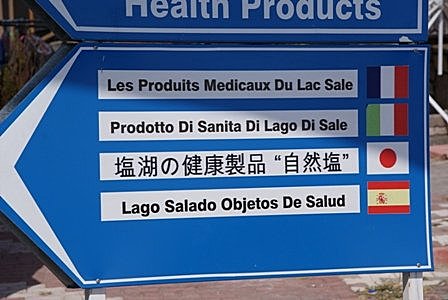 Health Products
Les Produits Medicaux Du Lac Sale
Prodotto Di Sanita Di Lago Di Sale
塩湖の健康製品 “自然塩”
Lago Salado Objetos De Salud